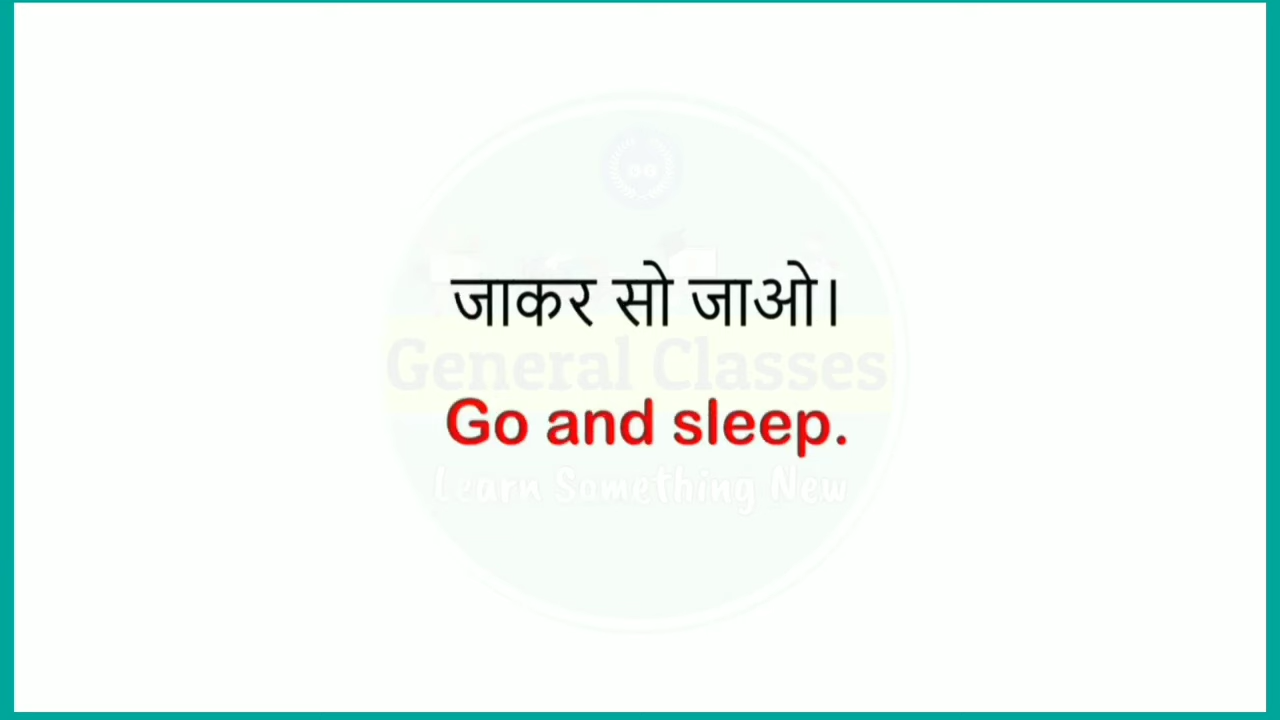 जाकर सो जाओ।
General Classes
Go and sleep.
Learn Something New